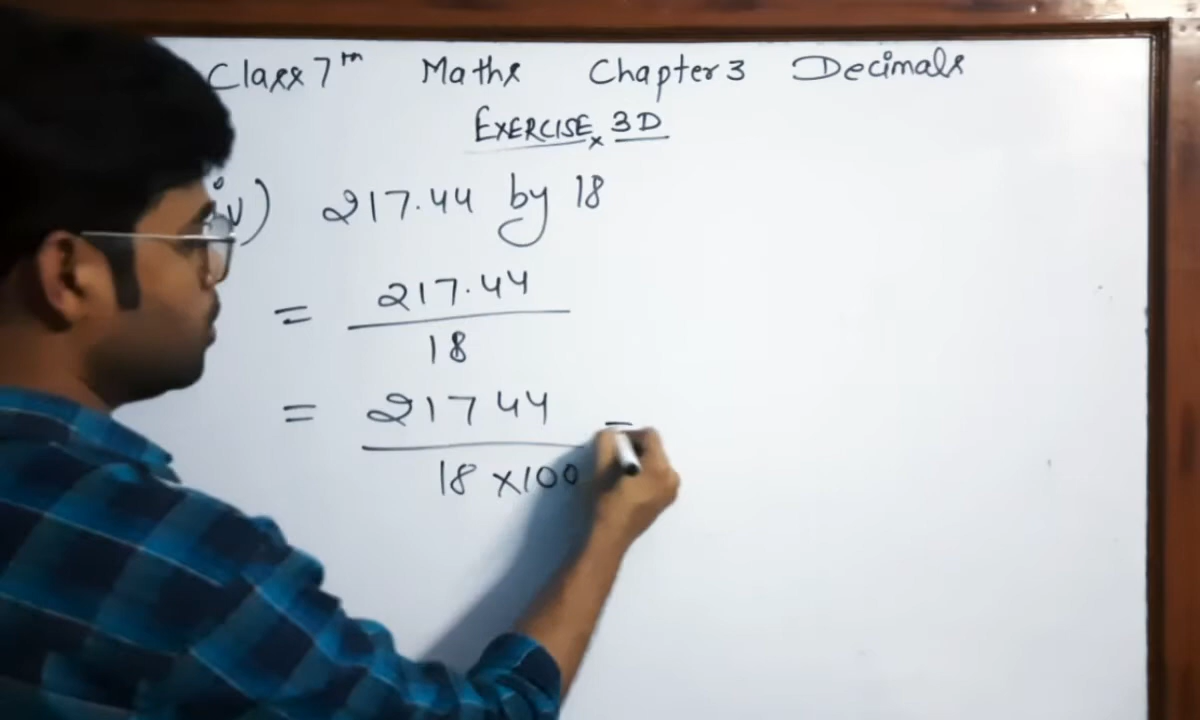 Class 7th Maths Chapter 3 Decimals
EXERCISE 3D
iv) 217.44 by 18
= 217.44
18
= 21744 =
18 ×100